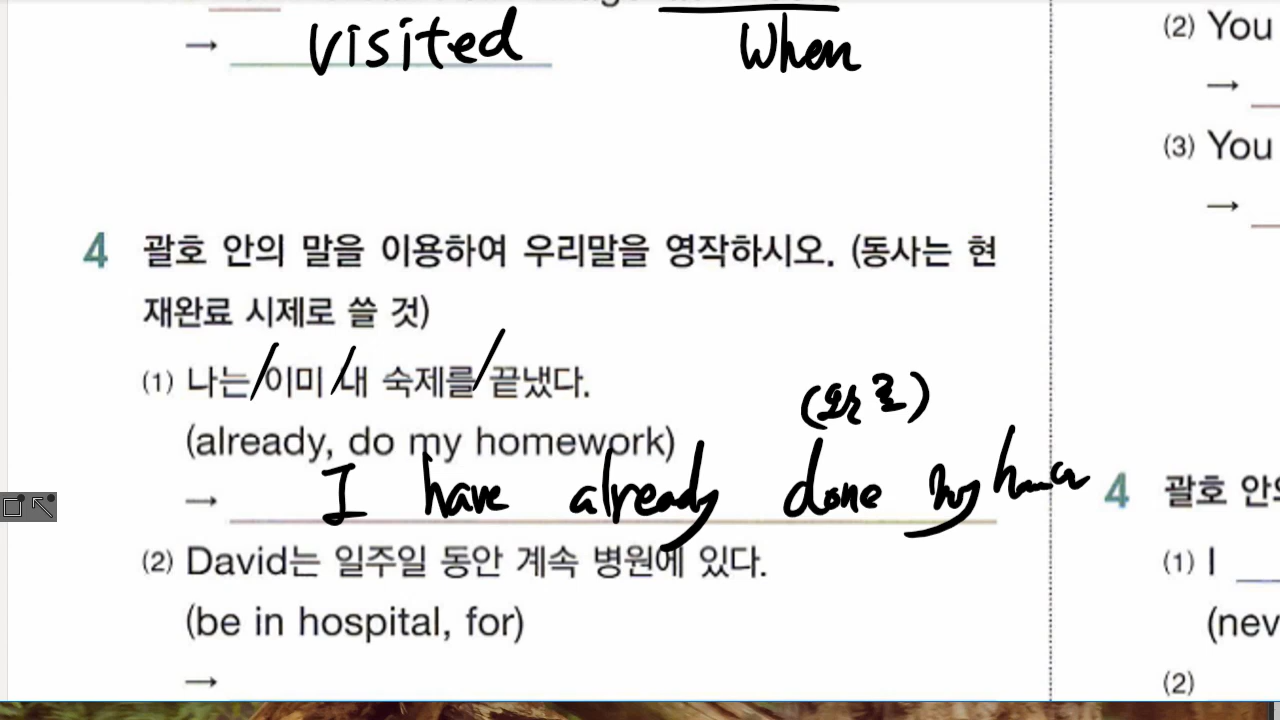 → visited When
4 괄호 안의 말을 이용하여 우리말을 영작하시오. (동사는 현
재완료 시제로 쓸 것)
(1) 나는/이미/내 숙제를/끝냈다.
(완료)
(already, do my homework)
→ I have already done my
(2) David는 일주일 동안 계속 병원에 있다.
(be in hospital, for)
→
(2) You
→
(3) You
→
4 괄호 안
(1) I
(nev
(2)